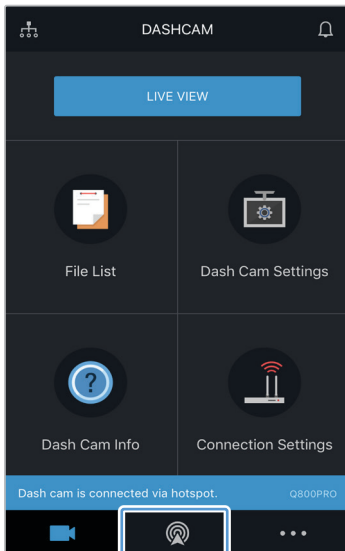 DASHCAM
LIVE VIEW
File List
Dash Cam Settings
?
Dash Cam Info
Connection Settings
Dash cam is connected via hotspot.
Q800PRO